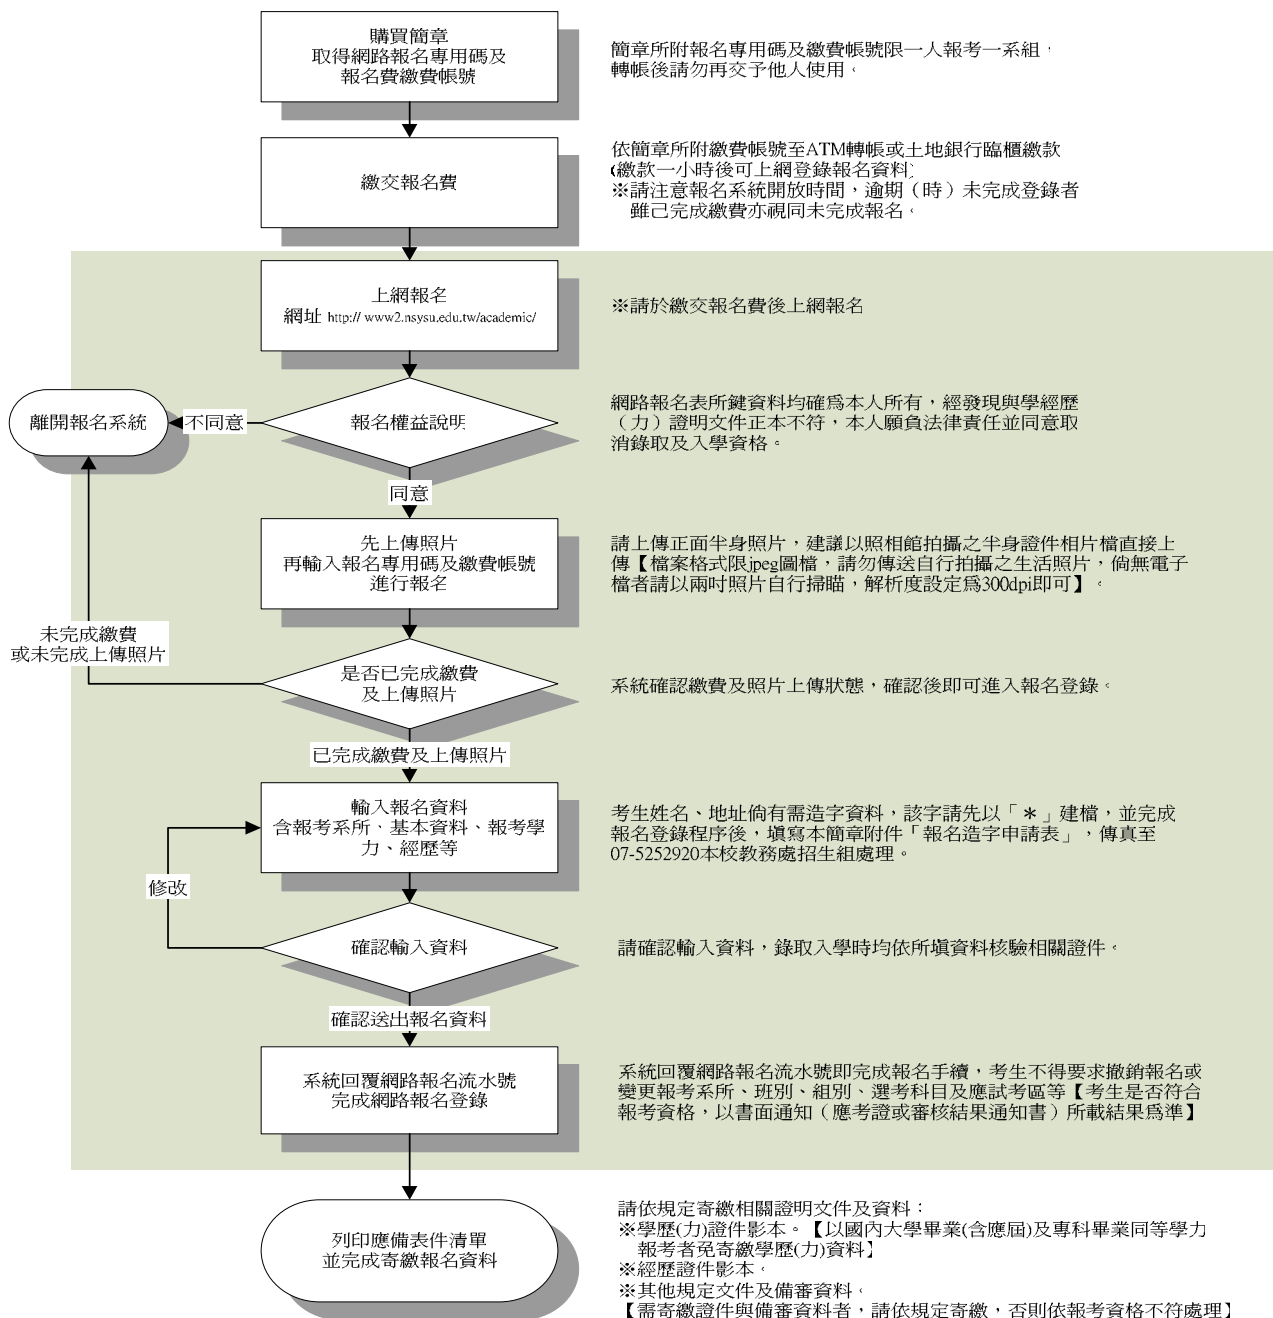 購買簡章
取得網路報名專用碼及
報名費繳費帳號
簡章所附報名專用碼及繳費帳號限一人報考一系組，
轉帳後請勿再交予他人使用。
繳交報名費
依簡章所附繳費帳號至ATM轉帳或土地銀行臨櫃繳款
(繳款一小時後可上網登錄報名資料)
※請注意報名系統開放時間，逾期（時）未完成登錄者
雖己完成繳費亦視同未完成報名。
上網報名
網址 http:// www2.nsysu.edu.tw/academic/
※請於繳交報名費後上網報名
離開報名系統
不同意
報名權益說明
網路報名表所鍵資料均確為本人所有，經發現與學經歷
（力）證明文件正本不符，本人願負法律責任並同意取
消錄取及入學資格。
同意
先上傳照片
再輸入報名專用碼及繳費帳號
進行報名
請上傳正面半身照片，建議以照相館拍攝之半身證件相片檔直接上
傳【檔案格式限jpeg圖檔，請勿傳送自行拍攝之生活照片，倘無電子
檔者請以兩吋照片自行掃瞄，解析度設定為300dpi即可】。
未完成繳費
或未完成上傳照片
是否已完成繳費
及上傳照片
系統確認繳費及照片上傳狀態，確認後即可進入報名登錄。
已完成繳費及上傳照片
輸入報名資料
含報考系所、基本資料、報考學
力、經歷等
考生姓名、地址倘有需造字資料，該字請先以「＊」建檔，並完成
報名登錄程序後，填寫本簡章附件「報名造字申請表」，傳真至
07-5252920本校教務處招生組處理。
修改
確認輸入資料
請確認輸入資料，錄取入學時均依所填資料核驗相關證件。
確認送出報名資料
系統回覆網路報名流水號
完成網路報名登錄
系統回覆網路報名流水號即完成報名手續，考生不得要求撤銷報名或
變更報考系所、班別、組別、選考科目及應試考區等【考生是否符合
報考資格，以書面通知（應考證或審核結果通知書）所載結果為準】
列印應備表件清單
並完成寄繳報名資料
請依規定寄繳相關證明文件及資料：
※學歷(力)證件影本。【以國內大學畢業(含應屆)及專科畢業同等學力
報考者免寄繳學歷(力)資料】
※經歷證件影本。
※其他規定文件及備審資料。
【需寄繳證件與備審資料者，請依規定寄繳，否則依報考資格不符處理】